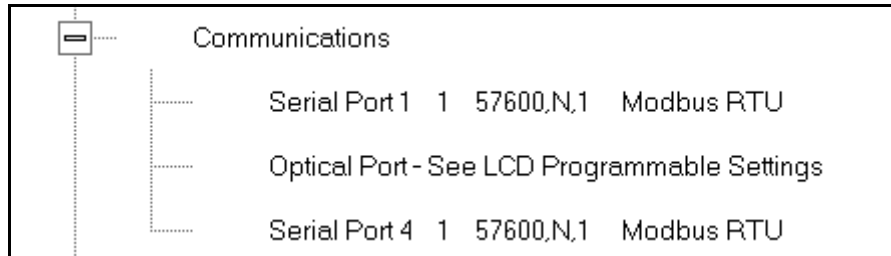 Communications
Serial Port 1 1 57600,N,1 Modbus RTU
Optical Port - See LCD Programmable Settings
Serial Port 4 1 57600,N,1 Modbus RTU